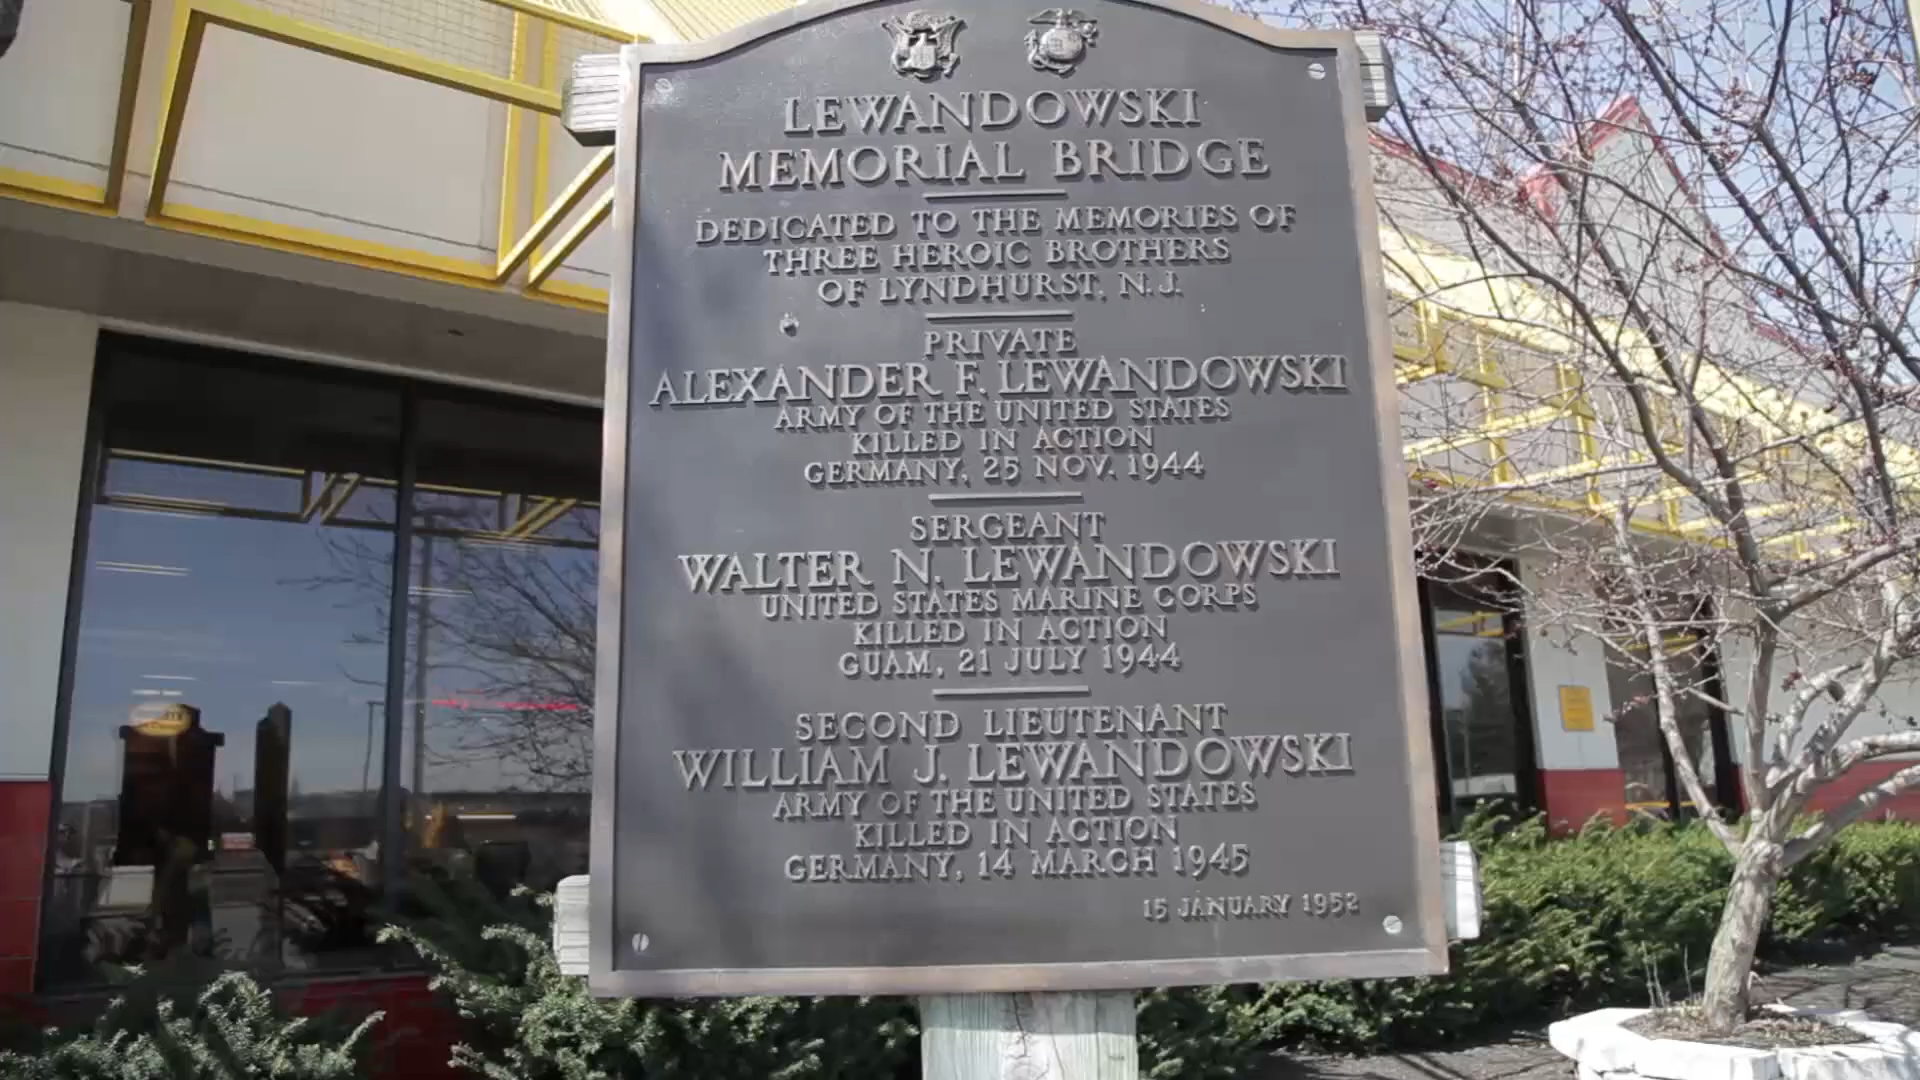 LEWANDOWSKI
MEMORIAL BRIDGE
DEDICATED TO THE MEMORIES OF
THREE HEROIC BROTHERS
OF LYNDHURST, N.J.
PRIVATE
ALEXANDER F. LEWANDOWSKI
ARMY OF THE UNITED STATES
KILLED IN ACTION
GERMANY, 25 NOV. 1944
SERGEANT
WALTER N. LEWANDOWSKI
UNITED STATES MARINE CORPS
KILLED IN ACTION
GUAM, 21 JULY 1944
SECOND LIEUTENANT
WILLIAM J. LEWANDOWSKI
ARMY OF THE UNITED STATES
KILLED IN ACTION
GERMANY, 14 MARCH 1945
15 JANUARY 1952